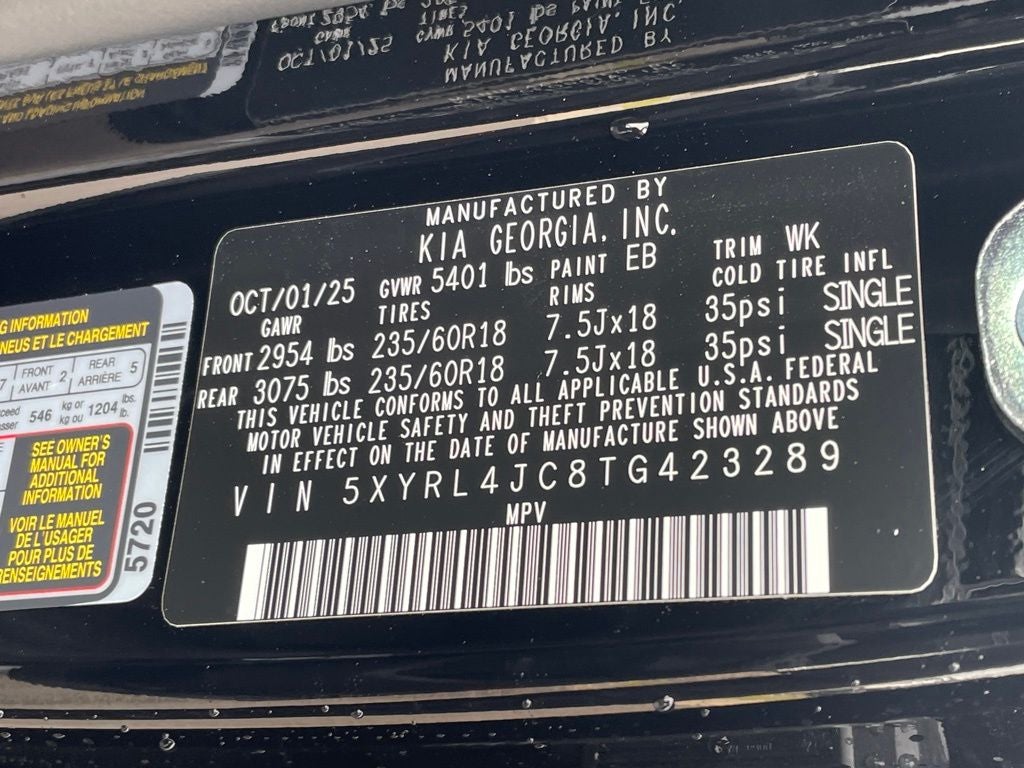 MANUFACTURED BY
KIA GEORGIA, INC.
OCT/01/25 GVWR 5401 lbs PAINT EB TRIM WK
GAWR TIRES RIMS COLD TIRE INFL
FRONT 2954 lbs 235/60R18 7.5Jx18 35psi SINGLE
REAR 3075 lbs 235/60R18 7.5Jx18 35psi SINGLE
THIS VEHICLE CONFORMS TO ALL APPLICABLE U.S.A. FEDERAL
MOTOR VEHICLE SAFETY AND THEFT PREVENTION STANDARDS
IN EFFECT ON THE DATE OF MANUFACTURE SHOWN ABOVE
VIN 5XYRL4JC8TG423289
MPV
INFORMATION
ET LE CHARGEMENT
7 FRONT AVANT 2 REAR ARRIÈRE 5
546 kg or kg ou 1204 lbs. lb.
SEE OWNER'S
MANUAL FOR
ADDITIONAL
INFORMATION
VOIR LE MANUEL
DE L'USAGER
POUR PLUS DE
RENSEIGNEMENTS
5720